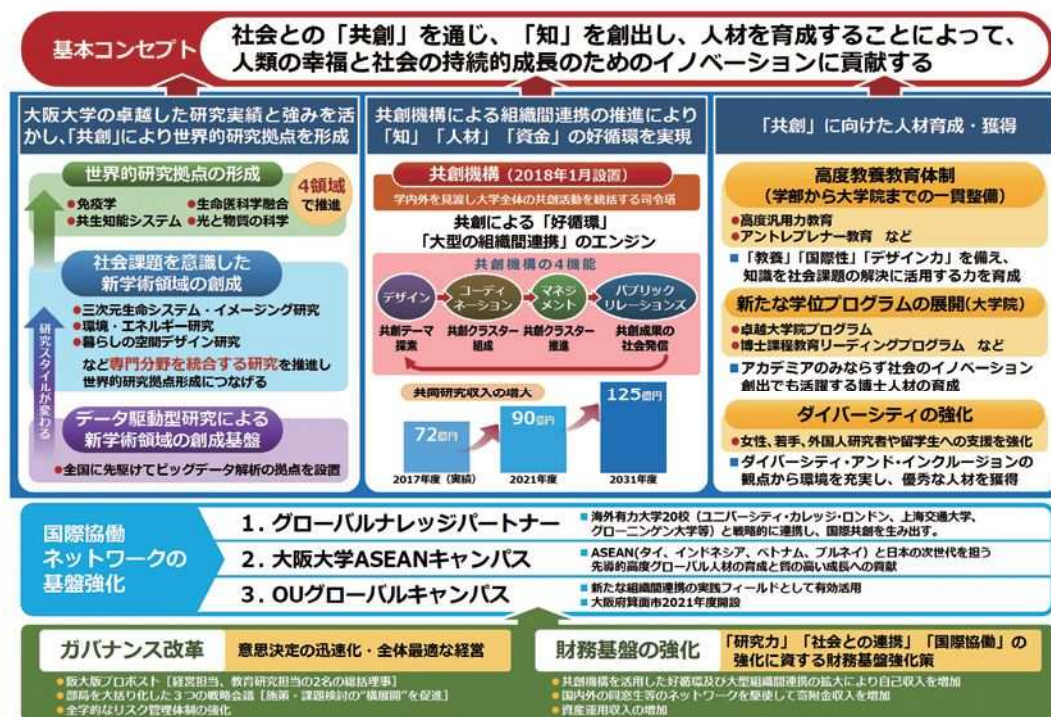 基本コンセプト
社会との「共創」を通じ、「知」を創出し、人材を育成することによって、
人類の幸福と社会の持続的成長のためのイノベーションに貢献する
大阪大学の卓越した研究実績と強みを活
かし、「共創」により世界的研究拠点を形成
世界的研究拠点の形成
4領域
で推進
●免疫学
●生命医科学融合
●共生知能システム
●光と物質の科学
社会課題を意識した
新学術領域の創成
●三次元生命システム・イメージング研究
●環境・エネルギー研究
●暮らしの空間デザイン研究
など専門分野を統合する研究を推進し
世界的研究拠点形成につなげる
研究スタイルが変わる
データ駆動型研究による
新学術領域の創成基盤
●全国に先駆けてビッグデータ解析の拠点を設置
共創機構による組織間連携の推進により
「知」「人材」「資金」の好循環を実現
共創機構（2018年1月設置）
学内外を見渡し大学全体の共創活動を統括する司令塔
共創による「好循環」
「大型の組織間連携」のエンジン
共創機構の4機能
デザイン
コーディ
ネーション
マネジ
メント
パブリック
リレーションズ
共創テーマ
探索
共創クラスター
組成
共創クラスター
推進
共創成果の
社会発信
共同研究収入の増大
72億円
90億円
125億円
2017年度（実績）
2021年度
2031年度
「共創」に向けた人材育成・獲得
高度教養教育体制
（学部から大学院までの一貫整備）
●高度汎用力教育
●アントレプレナー教育 など
■「教養」「国際性」「デザイン力」を備え、
知識を社会課題の解決に活用する力を育成
新たな学位プログラムの展開（大学院）
●卓越大学院プログラム
●博士課程教育リーディングプログラム など
■アカデミアのみならず社会のイノベーション
創出でも活躍する博士人材の育成
ダイバーシティの強化
●女性、若手、外国人研究者や留学生への支援を強化
■ダイバーシティ・アンド・インクルージョンの
観点から環境を充実し、優秀な人材を獲得
国際協働
ネットワークの
基盤強化
1．グローバルナレッジパートナー
■海外有力大学20校（ユニバーシティ・カレッジ・ロンドン、上海交通大学、
グローニンゲン大学等）と戦略的に連携し、国際共創を生み出す。
2．大阪大学ASEANキャンパス
■ASEAN(タイ、インドネシア、ベトナム、ブルネイ）と日本の次世代を担う
先導的高度グローバル人材の育成と質の高い成長への貢献
3．OUグローバルキャンパス
■新たな組織間連携の実践フィールドとして有効活用
■大阪府箕面市2021年度開設
ガバナンス改革
意思決定の迅速化・全体最適な経営
●阪大版プロボスト［経営担当、教育研究担当の2名の総括理事］
●部局を大括り化した3つの戦略会議［施策・課題検討の"横展開"を促進］
●全学的なリスク管理体制の強化
財務基盤の強化
「研究力」「社会との連携」「国際協働」の
強化に資する財務基盤強化策
●共創機構を活用した好循環及び大型組織間連携の拡大により自己収入を増加
●国内外の同窓生等のネットワークを駆使して寄附金収入を増加
●資産運用収入の増加